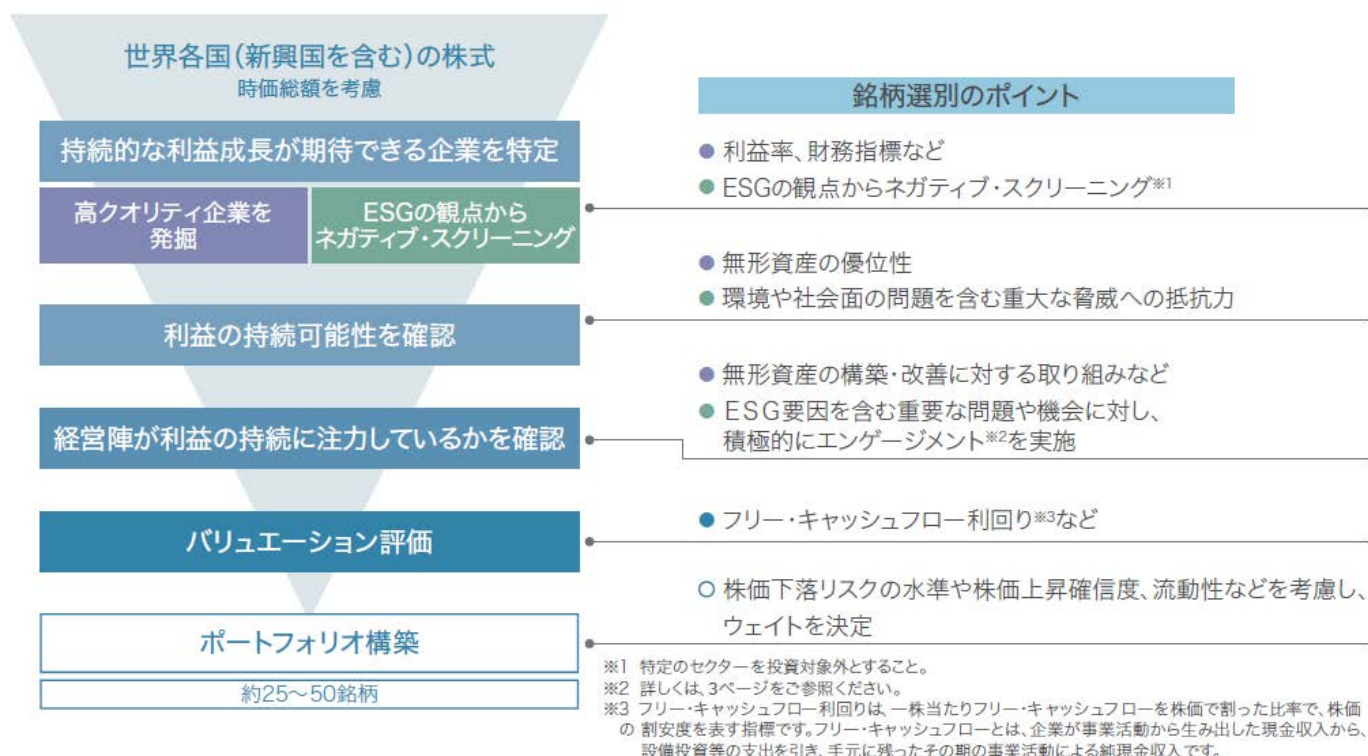 世界各国(新興国を含む)の株式
時価総額を考慮
持続的な利益成長が期待できる企業を特定
高クオリティ企業を
発掘
ESGの観点から
ネガティブ・スクリーニング
利益の持続可能性を確認
経営陣が利益の持続に注力しているかを確認
バリュエーション評価
ポートフォリオ構築
約25～50銘柄
銘柄選別のポイント
● 利益率、財務指標など
● ESGの観点からネガティブ・スクリーニング※1
● 無形資産の優位性
● 環境や社会面の問題を含む重大な脅威への抵抗力
● 無形資産の構築・改善に対する取り組みなど
● ESG要因を含む重要な問題や機会に対し、
積極的にエンゲージメント※2を実施
● フリー・キャッシュフロー利回り※3など
○ 株価下落リスクの水準や株価上昇確信度、流動性などを考慮し、
ウェイトを決定
※1 特定のセクターを投資対象外とすること。
※2 詳しくは、3ページをご参照ください。
※3 フリー・キャッシュフロー利回りは、一株当たりフリー・キャッシュフローを株価で割った比率で、株価
の 割安度を表す指標です。フリー・キャッシュフローとは、企業が事業活動から生み出した現金収入から、
設備投資等の支出を引き、手元に残ったその期の事業活動による純現金収入です。